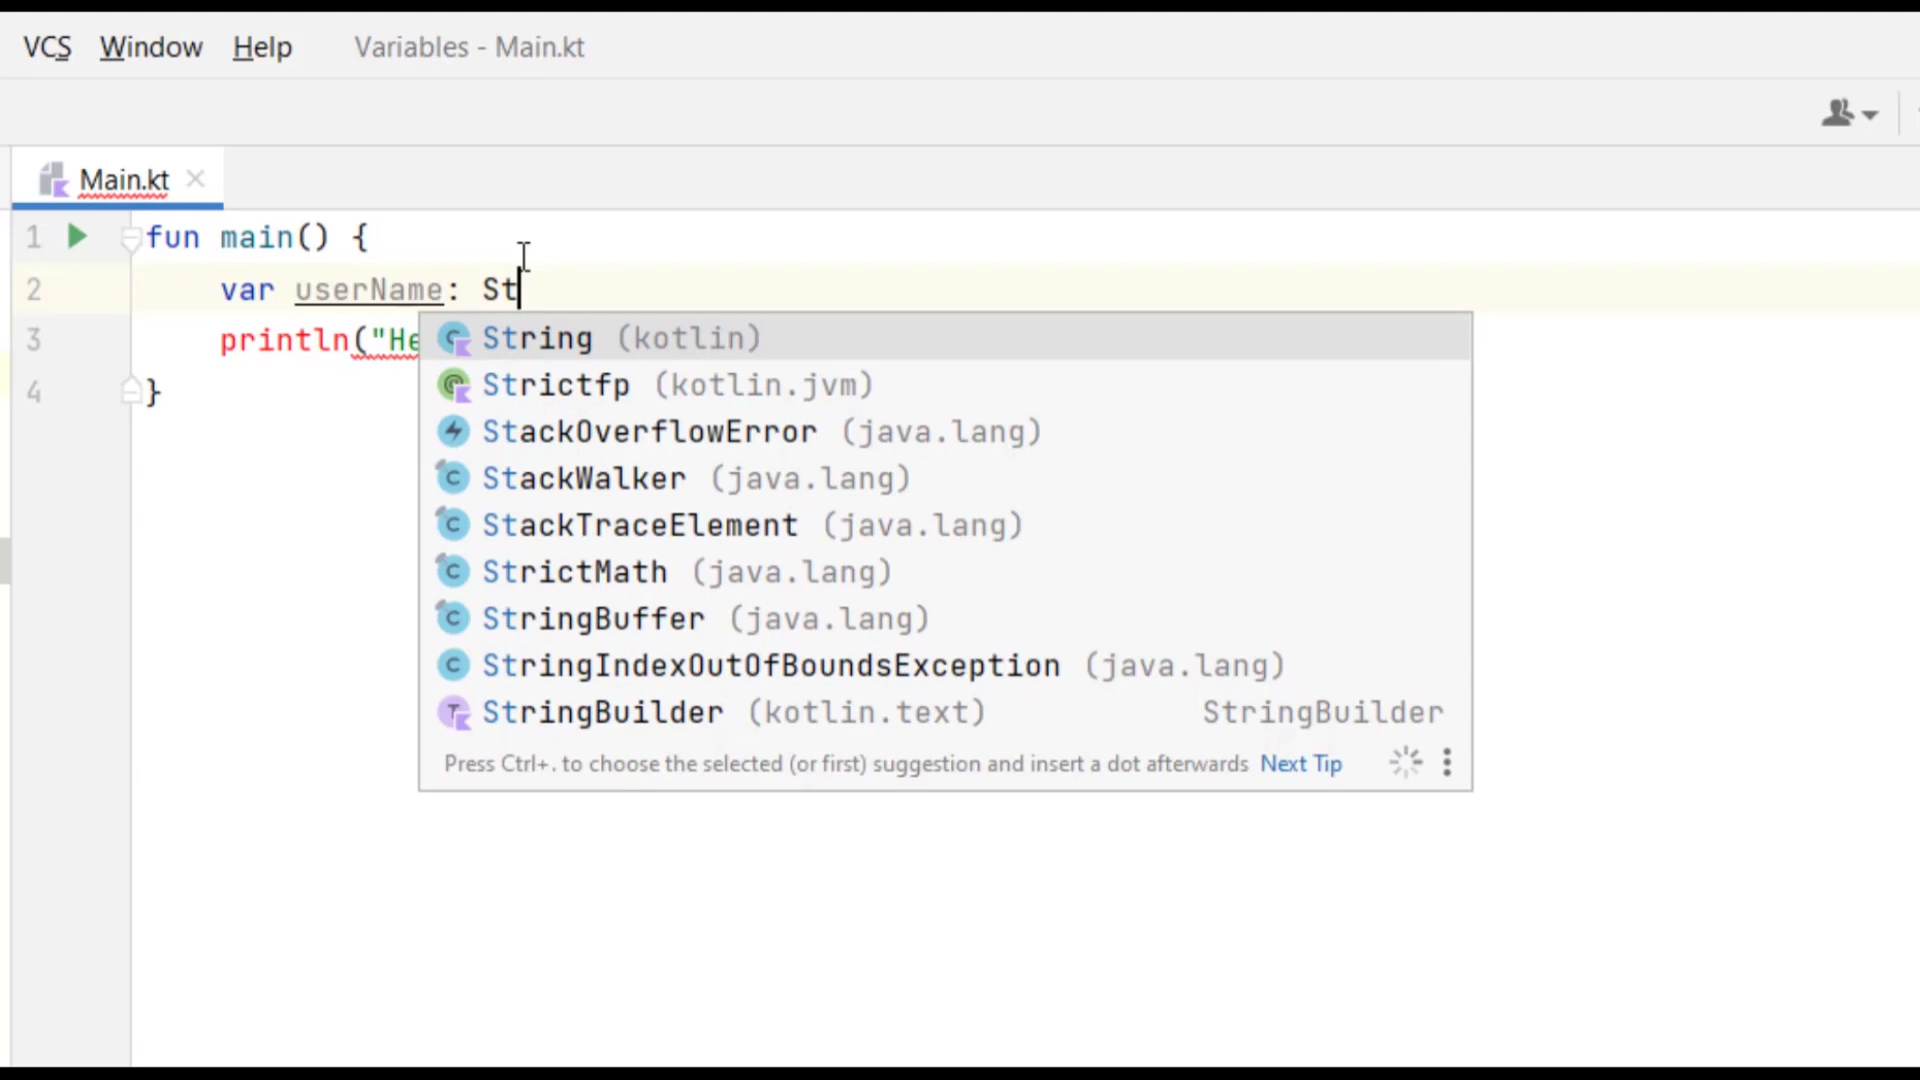 VCS Window Help Variables - Main.kt
Main.kt
1 fun main() {
2 var userName: St
3 println("He
4 }
String (kotlin)
Strictfp (kotlin.jvm)
StackOverflowError (java.lang)
StackWalker (java.lang)
StackTraceElement (java.lang)
StrictMath (java.lang)
StringBuffer (java.lang)
StringIndexOutOfBoundsException (java.lang)
StringBuilder (kotlin.text) StringBuilder
Press Ctrl+. to choose the selected (or first) suggestion and insert a dot afterwards Next Tip